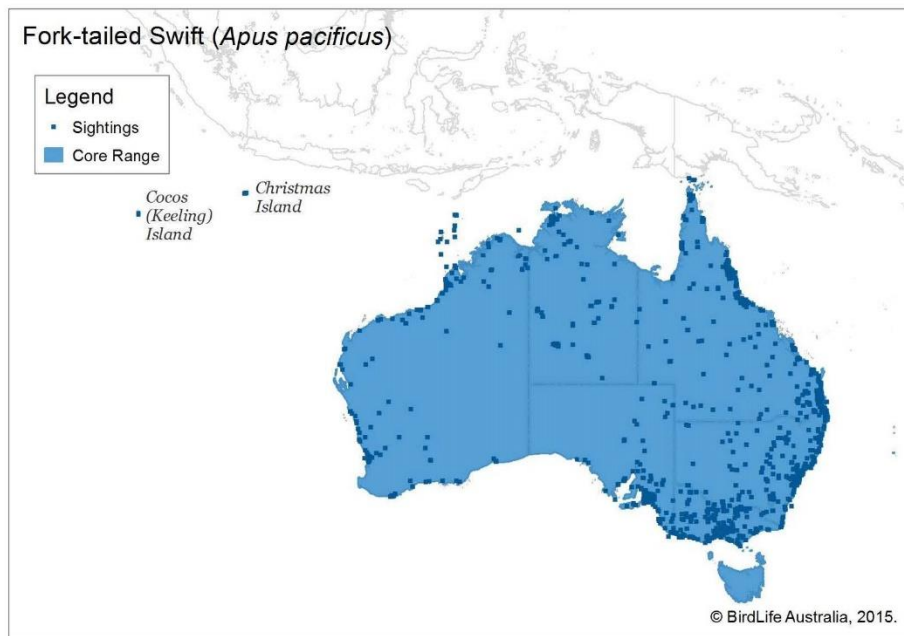 Fork-tailed Swift (Apus pacificus)
Legend
Sightings
Core Range
Christmas
Island
Cocos
(Keeling)
Island
© BirdLife Australia, 2015.